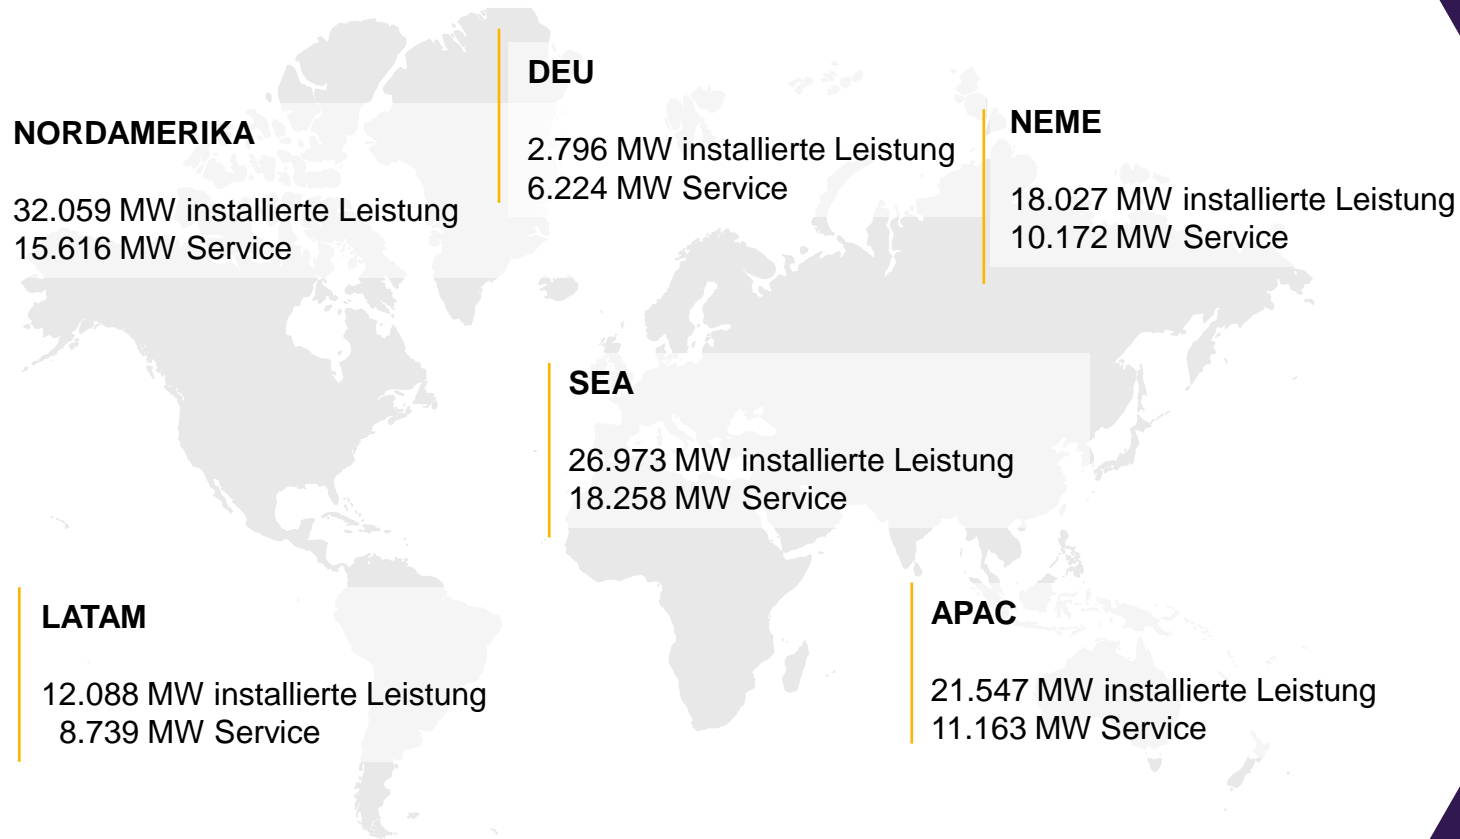 DEU
2.796 MW installierte Leistung
6.224 MW Service
NORDAMERIKA
32.059 MW installierte Leistung
15.616 MW Service
NEME
18.027 MW installierte Leistung
10.172 MW Service
SEA
26.973 MW installierte Leistung
18.258 MW Service
LATAM
12.088 MW installierte Leistung
8.739 MW Service
APAC
21.547 MW installierte Leistung
11.163 MW Service